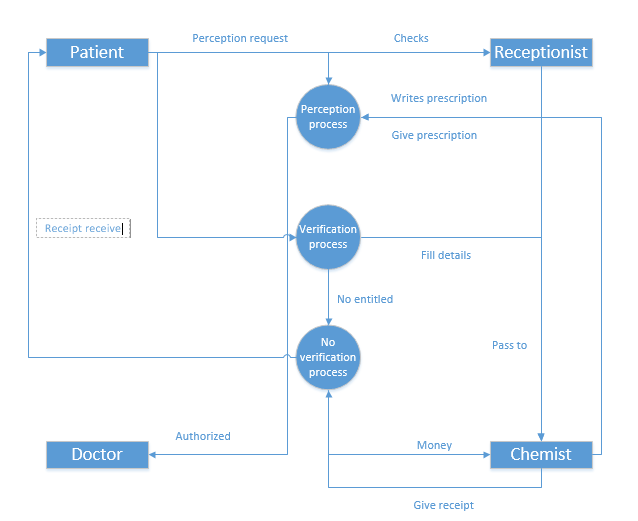 Perception request
Checks
Patient
Receptionist
Writes prescription
Perception
process
Give prescription
Receipt receive
Verification
process
Fill details
No entitled
No
verification
process
Pass to
Authorized
Money
Doctor
Chemist
Give receipt